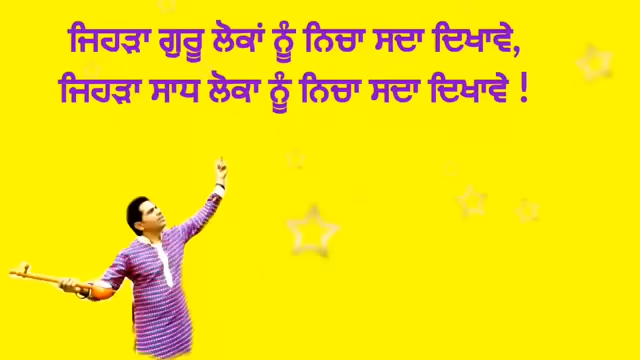 ਜਿਹੜਾ ਗੁਰੂ ਲੋਕਾਂ ਨੂੰ ਨਿਚਾ ਸਦਾ ਦਿਖਾਵੇ,
ਜਿਹੜਾ ਸਾਧ ਲੋਕਾ ਨੂੰ ਨਿਚਾ ਸਦਾ ਦਿਖਾਵੇ !